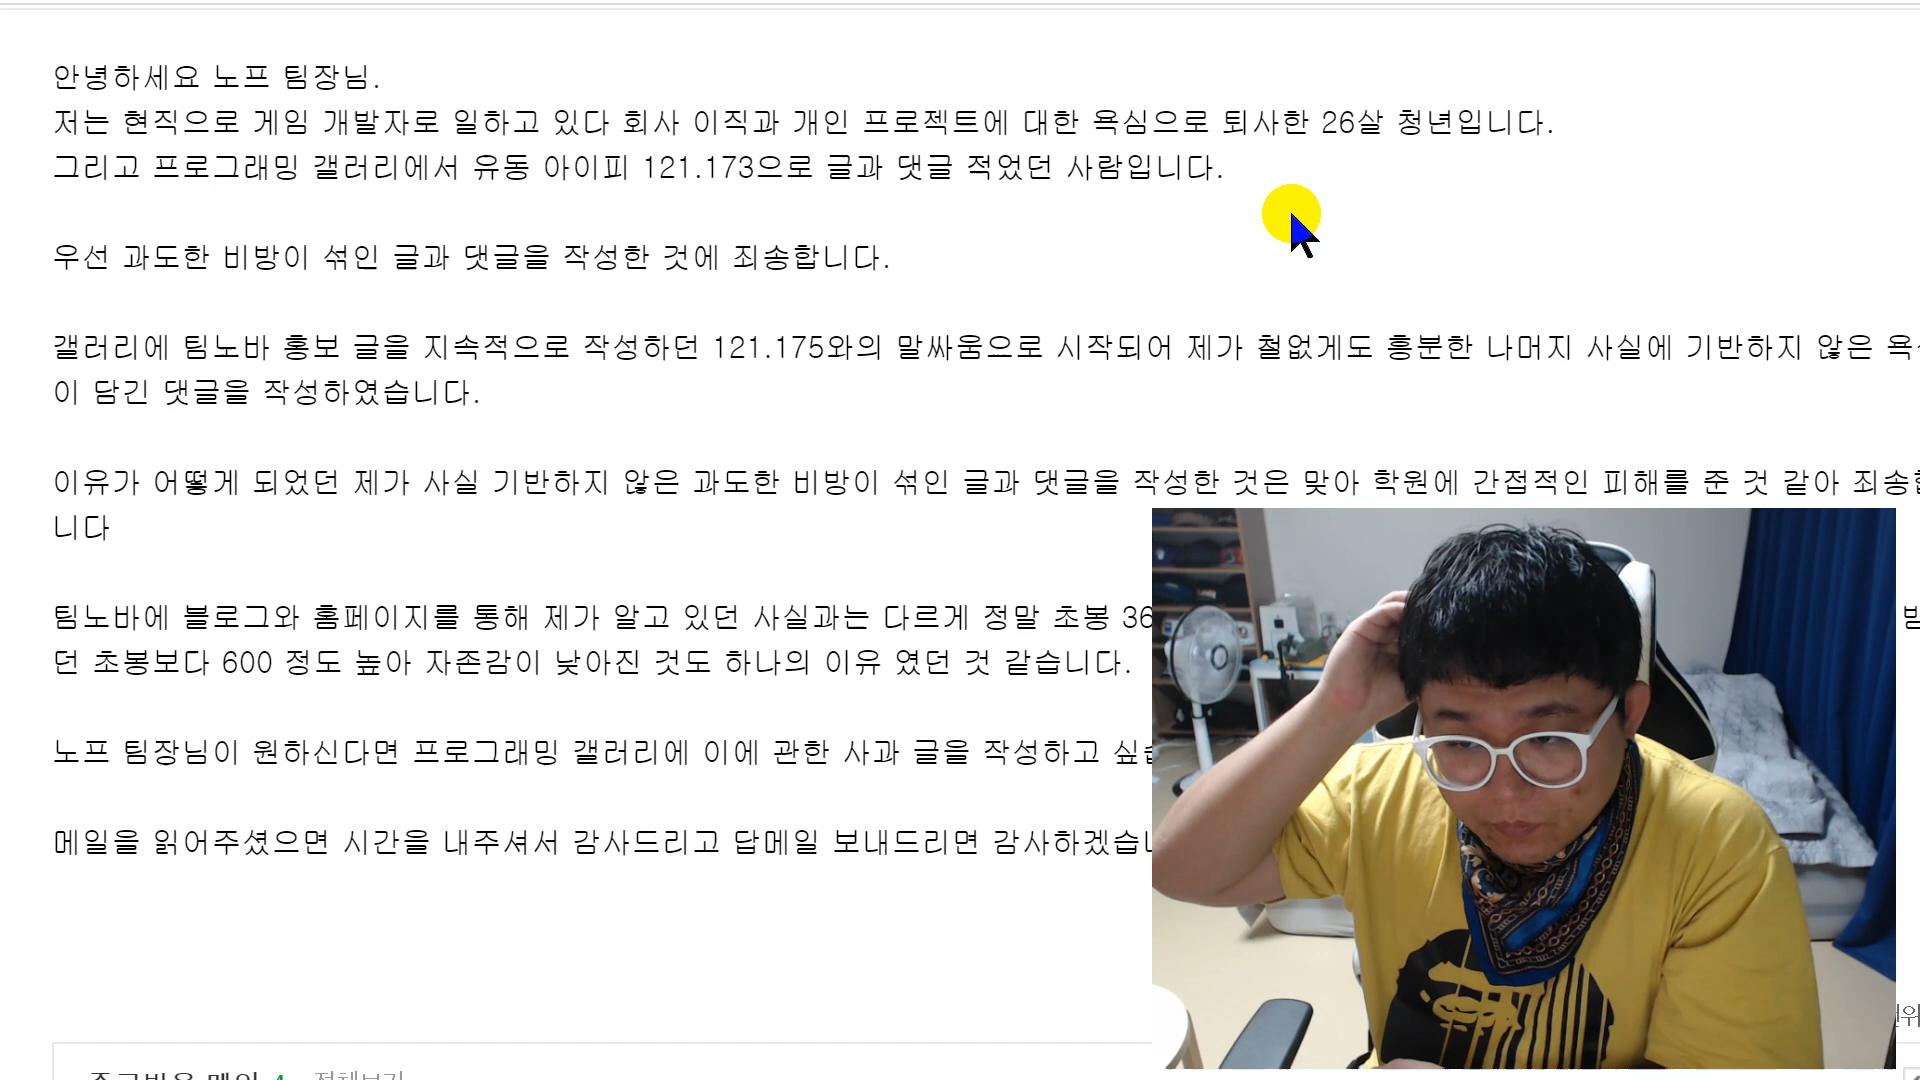 안녕하세요 노프 팀장님.
저는 현직으로 게임 개발자로 일하고 있다 회사 이직과 개인 프로젝트에 대한 욕심으로 퇴사한 26살 청년입니다.
그리고 프로그래밍 갤러리에서 유동 아이피 121.173으로 글과 댓글 적었던 사람입니다.
우선 과도한 비방이 섞인 글과 댓글을 작성한 것에 죄송합니다.
갤러리에 팀노바 홍보 글을 지속적으로 작성하던 121.175와의 말싸움으로 시작되어 제가 철없게도 흥분한 나머지 사실에 기반하지 않은
이 담긴 댓글을 작성하였습니다.
이유가 어떻게 되었던 제가 사실 기반하지 않은 과도한 비방이 섞인 글과 댓글을 작성한 것은 맞아 학원에 간접적인 피해를 준 것 같아 죄송합
니다
팀노바에 블로그와 홈페이지를 통해 제가 알고 있던 사실과는 다르게 정말 초봉
던 초봉보다 600 정도 높아 자존감이 낮아진 것도 하나의 이유 였던 것 같습니다.
노프 팀장님이 원하신다면 프로그래밍 갤러리에 이에 관한 사과 글을 작성하고
메일을 읽어주셨으면 시간을 내주셔서 감사드리고 답메일 보내드리면